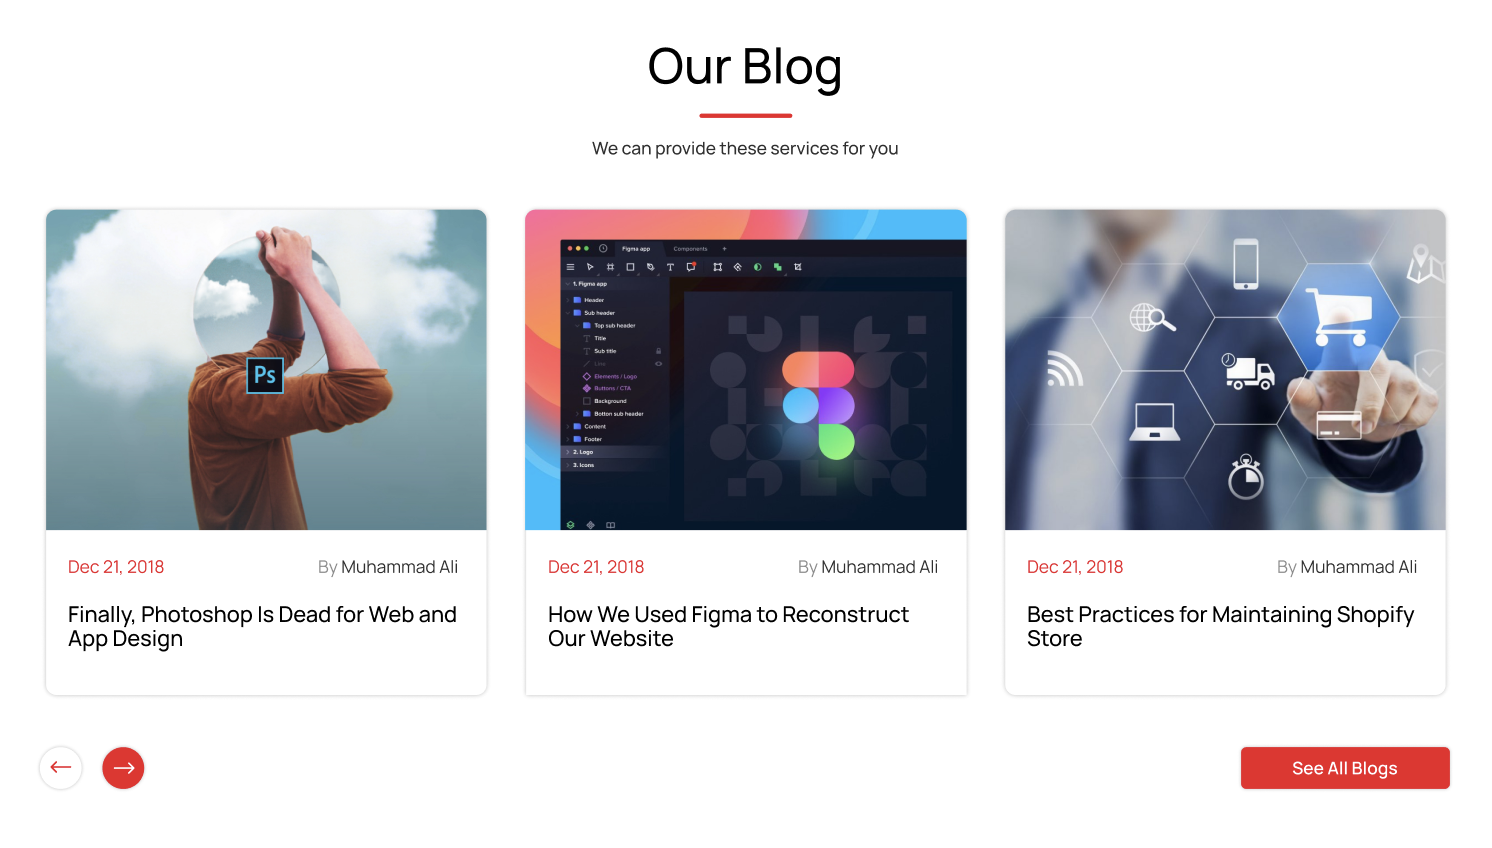 Our Blog
We can provide these services for you
Ps
Figma app
Components
1. Figma app
Header
Sub header
Top sub header
Title
Sub title
Elements / Logo
Buttons / CTA
Background
Botton sub header
Content
Footer
2. Logo
3. Icons
Dec 21, 2018
By Muhammad Ali
Finally, Photoshop Is Dead for Web and
App Design
Dec 21, 2018
By Muhammad Ali
How We Used Figma to Reconstruct
Our Website
Dec 21, 2018
By Muhammad Ali
Best Practices for Maintaining Shopify
Store
See All Blogs